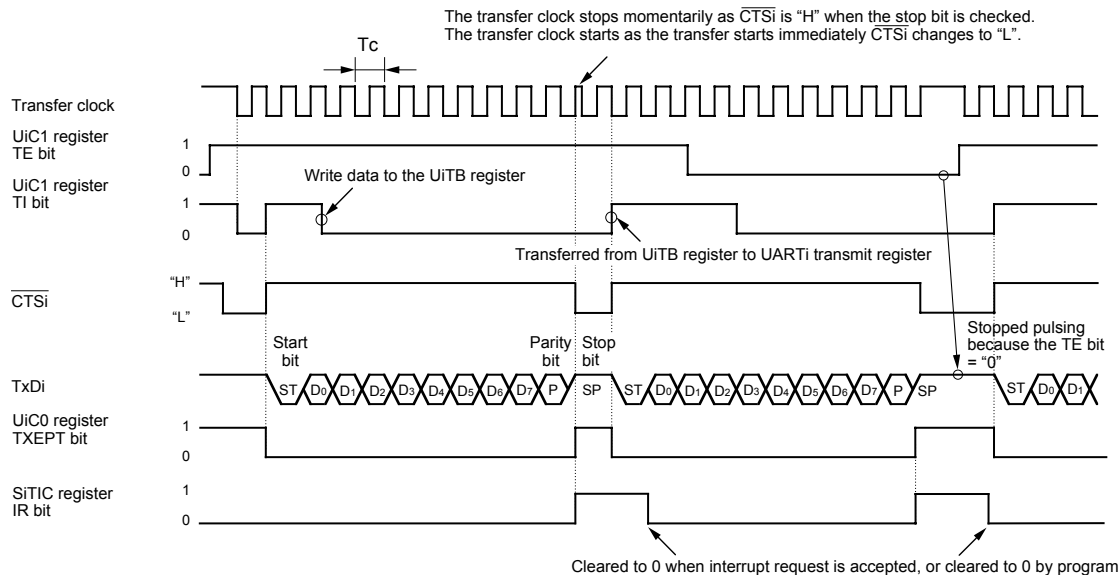 The transfer clock stops momentarily as CTSi is “H” when the stop bit is checked.
The transfer clock starts as the transfer starts immediately CTSi changes to “L”.
Tc
Transfer clock
UiC1 register
TE bit
1
0
Write data to the UiTB register
UiC1 register
TI bit
1
0
Transferred from UiTB register to UARTi transmit register
CTSi
“H”
“L”
Start
bit
Parity
bit
Stop
bit
Stopped pulsing
because the TE bit
= “0”
TxDi
ST D0 D1 D2 D3 D4 D5 D6 D7 P SP ST D0 D1 D2 D3 D4 D5 D6 D7 P SP ST D0 D1
UiC0 register
TXEPT bit
1
0
SiTIC register
IR bit
1
0
Cleared to 0 when interrupt request is accepted, or cleared to 0 by program